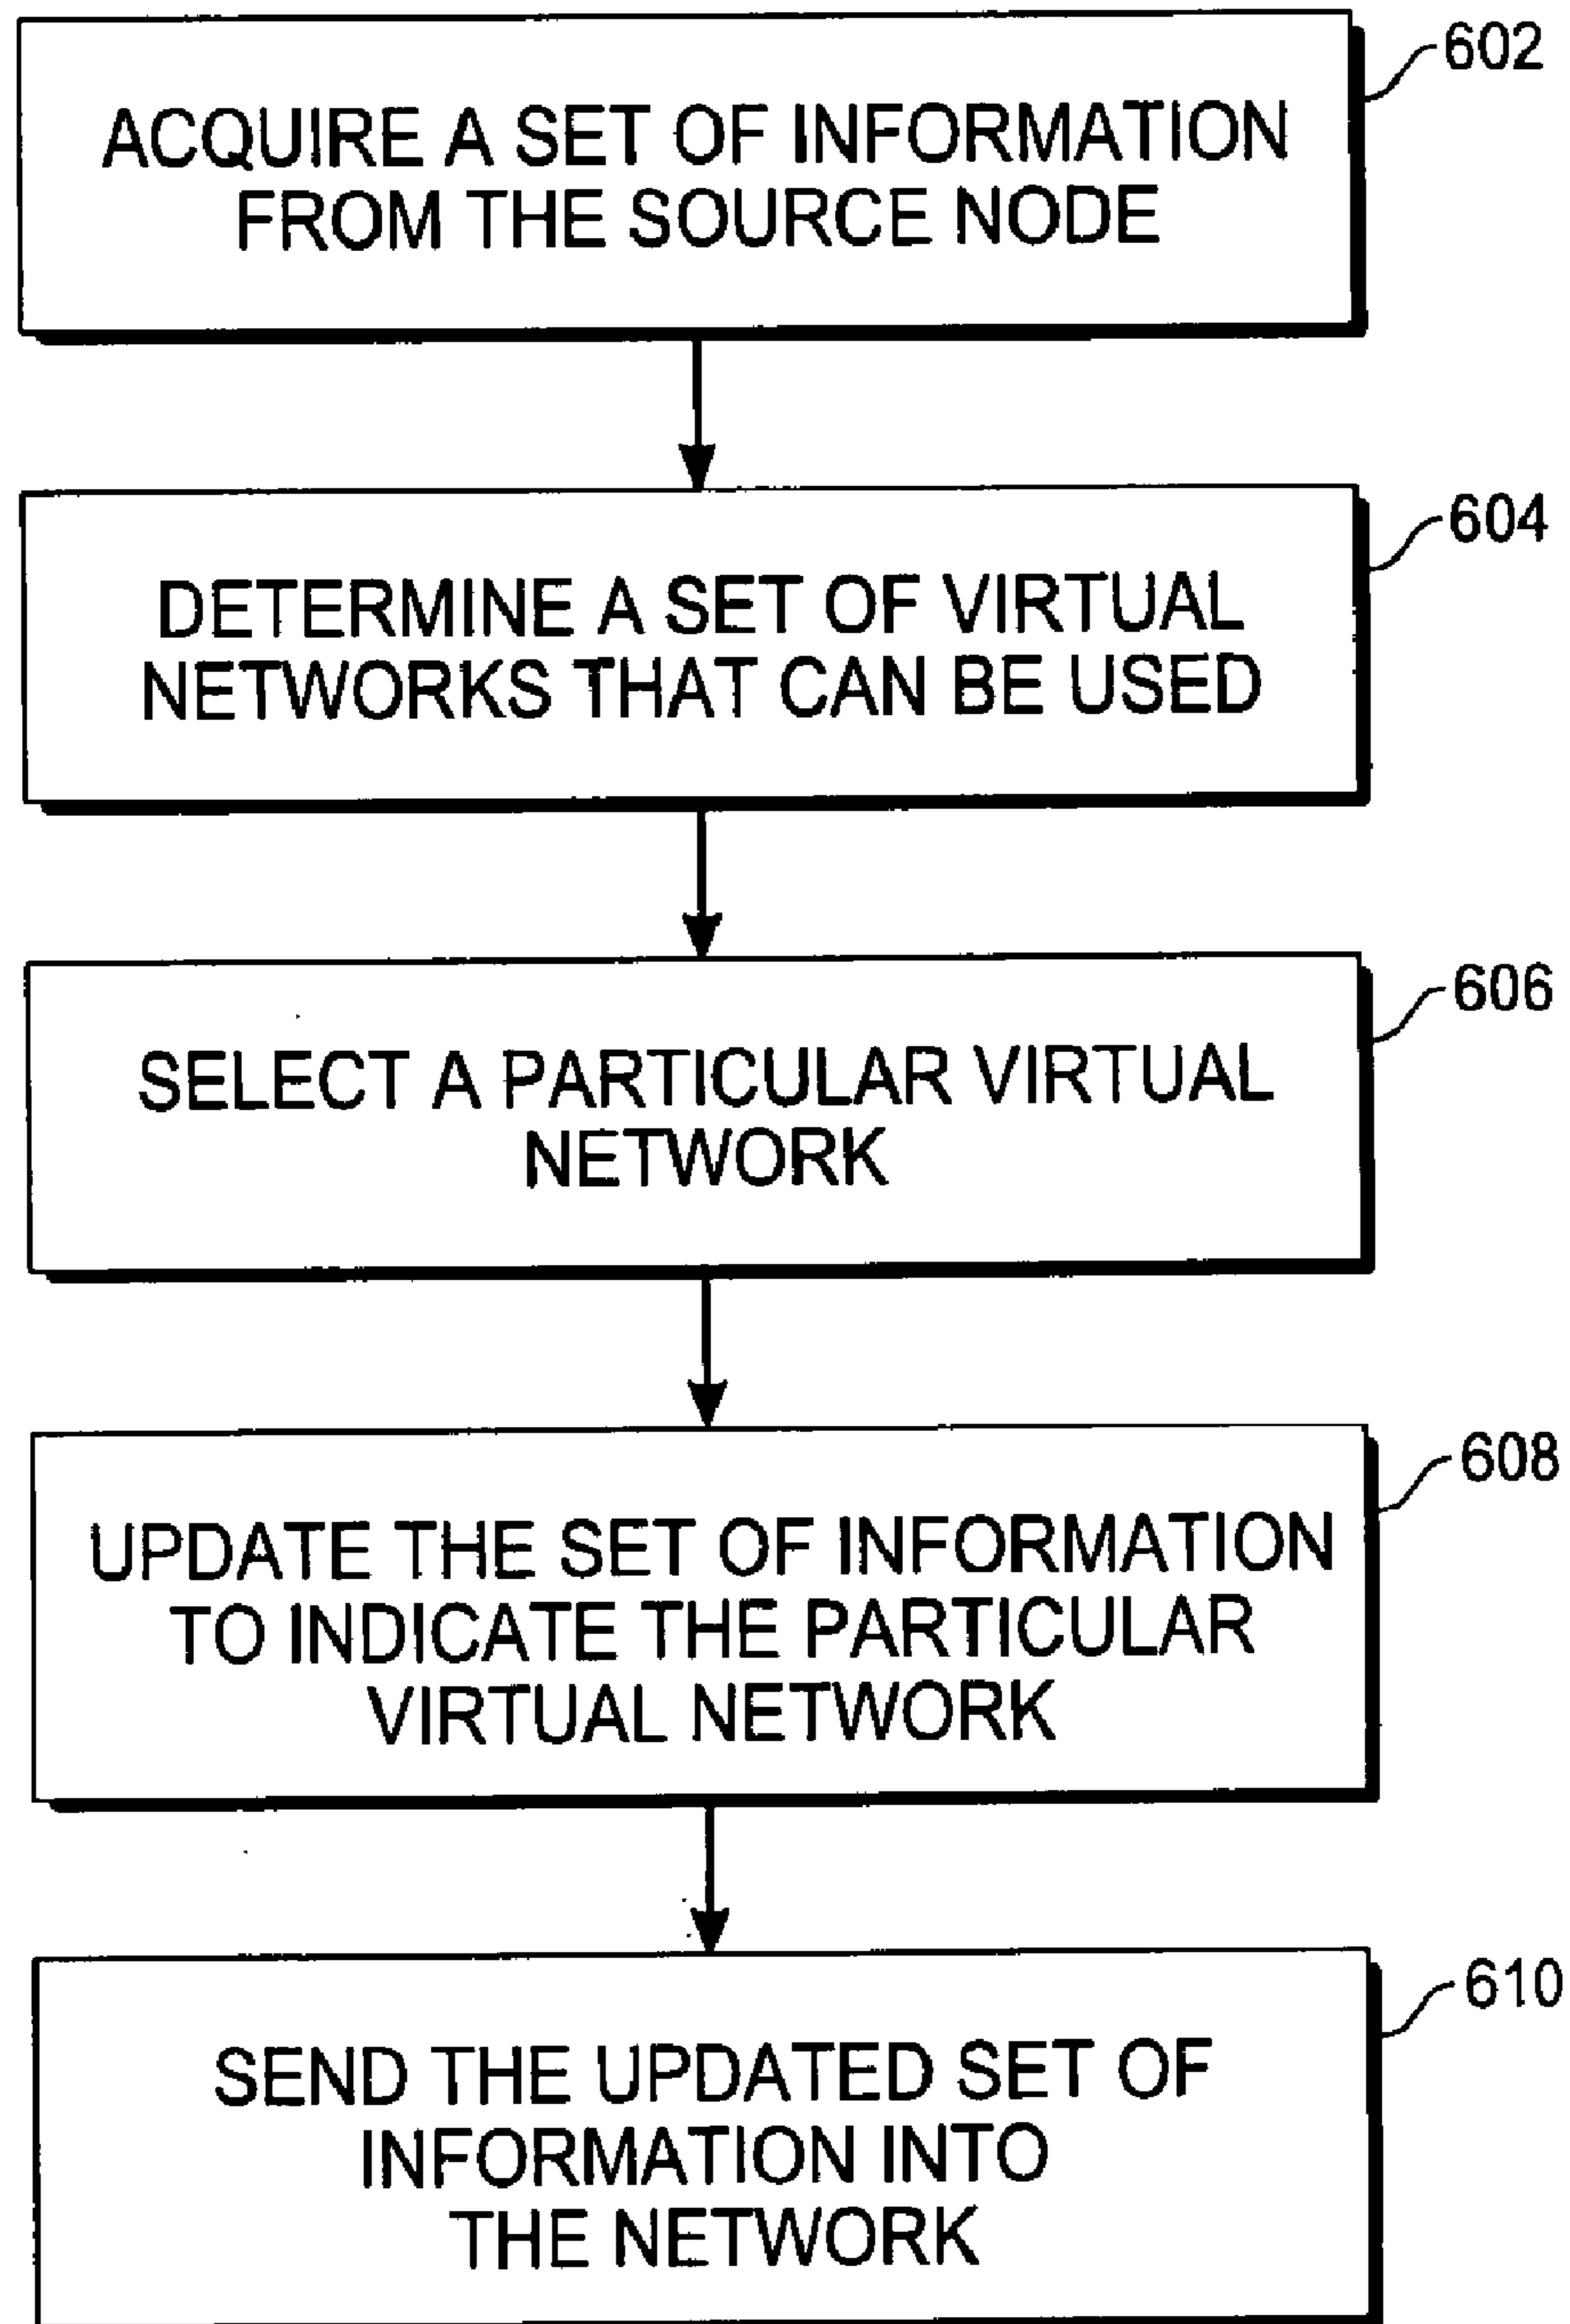 602
ACQUIRE A SET OF INFORMATION
FROM THE SOURCE NODE
604
DETERMINE A SET OF VIRTUAL
NETWORKS THAT CAN BE USED
606
SELECT A PARTICULAR VIRTUAL
NETWORK
608
UPDATE THE SET OF INFORMATION
TO INDICATE THE PARTICULAR
VIRTUAL NETWORK
610
SEND THE UPDATED SET OF
INFORMATION INTO
THE NETWORK